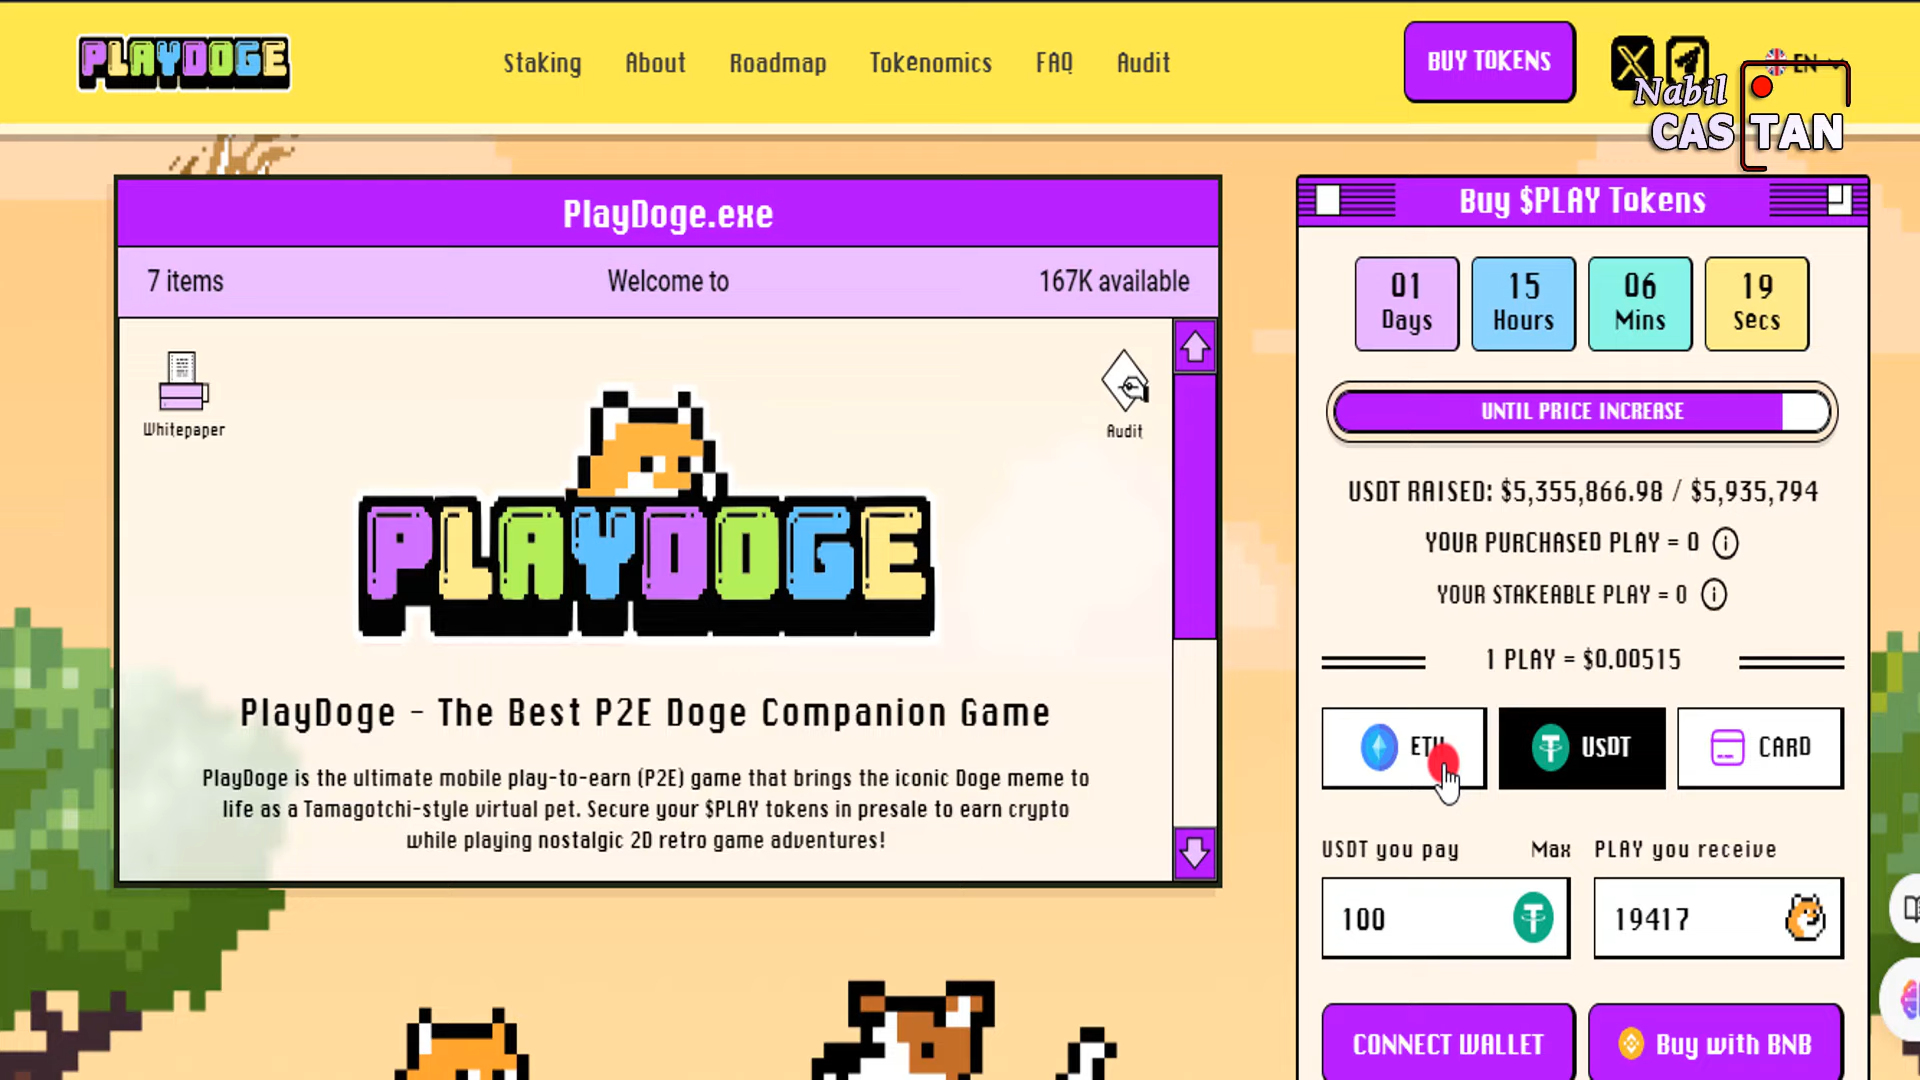 PLAYDOGE
Staking About Roadmap Tokenomics FAQ Audit
BUY TOKENS
X
EN
Nabil
CASTAN
PlayDoge.exe
7 items Welcome to 167K available
Whitepaper
Audit
PLAYDOGE
PlayDoge - The Best P2E Doge Companion Game
PlayDoge is the ultimate mobile play-to-earn (P2E) game that brings the iconic Doge meme to
life as a Tamagotchi-style virtual pet. Secure your $PLAY tokens in presale to earn crypto
while playing nostalgic 2D retro game adventures!
Buy $PLAY Tokens
01 15 06 19
Days Hours Mins Secs
UNTIL PRICE INCREASE
USDT RAISED: $5,355,866.98 / $5,935,794
YOUR PURCHASED PLAY = 0 i
YOUR STAKEABLE PLAY = 0 i
1 PLAY = $0.00515
ETH USDT CARD
USDT you pay Max PLAY you receive
100 19417
CONNECT WALLET Buy with BNB